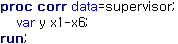 proc corr data=supervisor;
var y x1-x6;
run;